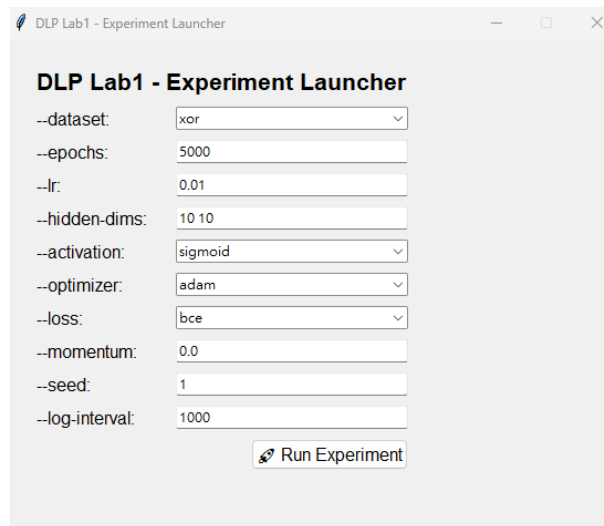 DLP Lab1 - Experiment Launcher
DLP Lab1 - Experiment Launcher
--dataset: xor
--epochs: 5000
--lr: 0.01
--hidden-dims: 10 10
--activation: sigmoid
--optimizer: adam
--loss: bce
--momentum: 0.0
--seed: 1
--log-interval: 1000
🚀 Run Experiment